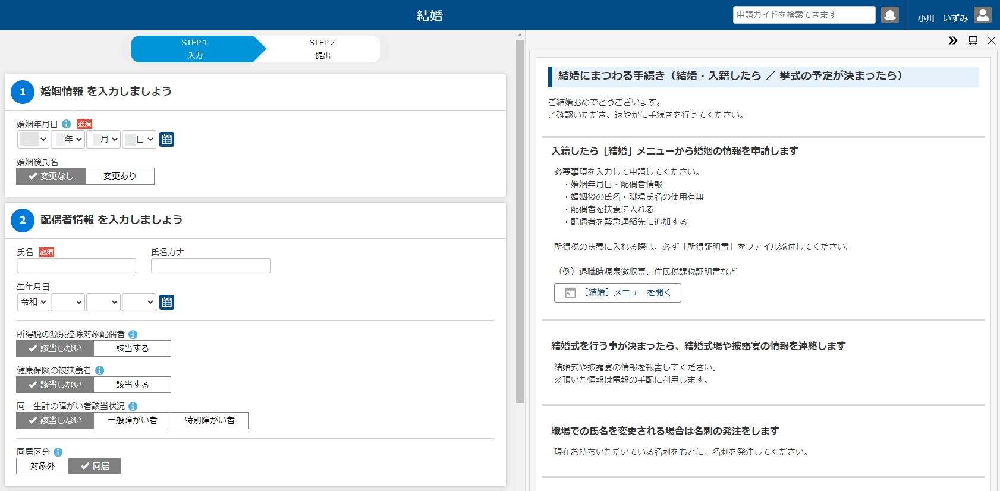 結婚
申請ガイドを検索できます
小川 いずみ
STEP 1
入力
STEP 2
提出
1 婚姻情報 を入力しましょう
婚姻年月日 必須
年 月 日
婚姻後氏名
変更なし 変更あり
2 配偶者情報 を入力しましょう
氏名 必須 氏名カナ
生年月日
令和
所得税の源泉控除対象配偶者
該当しない 該当する
健康保険の被扶養者
該当しない 該当する
同一生計の障がい者該当状況
該当しない 一般障がい者 特別障がい者
同居区分
対象外 同居
結婚にまつわる手続き（結婚・入籍したら ／ 挙式の予定が決まったら）
ご結婚おめでとうございます。
ご確認いただき、速やかに手続きを行ってください。
入籍したら［結婚］メニューから婚姻の情報を申請します
必要事項を入力して申請してください。
・婚姻年月日・配偶者情報
・婚姻後の氏名・職場氏名の使用有無
・配偶者を扶養に入れる
・配偶者を緊急連絡先に追加する
所得税の扶養に入れる際は、必ず「所得証明書」をファイル添付してください。
（例）退職時源泉徴収票、住民税課税証明書など
［結婚］メニューを開く
結婚式を行う事が決まったら、結婚式場や披露宴の情報を連絡します
結婚式や披露宴の情報を報告してください。
※頂いた情報は電報の手配に利用します。
職場での氏名を変更される場合は名刺の発注をします
現在お持ちいただいている名刺をもとに、名刺を発注してください。